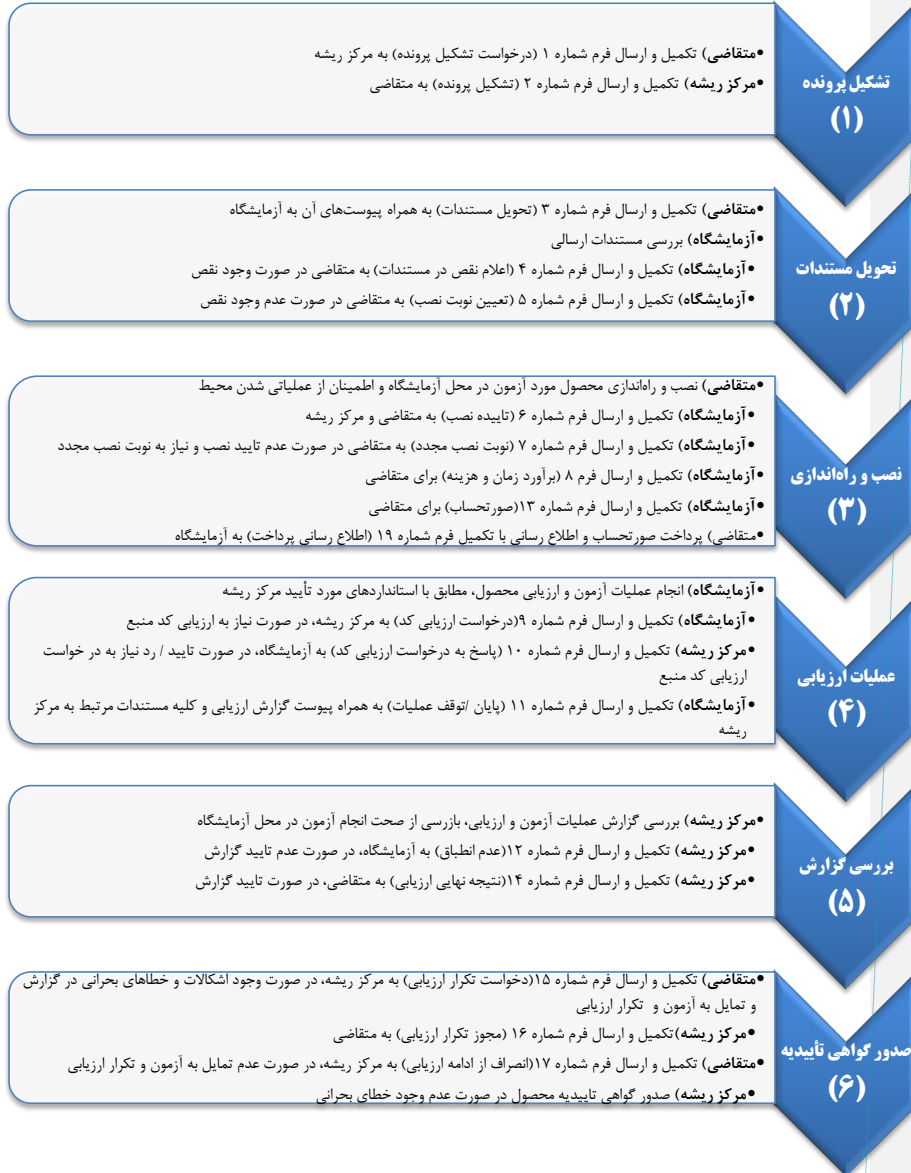 تشکیل پرونده
(۱)
•متقاضی) تکمیل و ارسال فرم شماره ۱ (درخواست تشکیل پرونده) به مرکز ریشه
•مرکز ریشه) تکمیل و ارسال فرم شماره ۲ (تشکیل پرونده) به متقاضی
تحویل مستندات
(۲)
•متقاضی) تکمیل و ارسال فرم شماره ۳ (تحویل مستندات) به همراه پیوست‌های آن به آزمایشگاه
•آزمایشگاه) بررسی مستندات ارسالی
•آزمایشگاه) تکمیل و ارسال فرم شماره ۴ (اعلام نقص در مستندات) به متقاضی در صورت وجود نقص
•آزمایشگاه) تکمیل و ارسال فرم شماره ۵ (تعیین نوبت نصب) به متقاضی در صورت عدم وجود نقص
نصب و راه‌اندازی
(۳)
•متقاضی) نصب و راه‌اندازی محصول مورد آزمون در محل آزمایشگاه و اطمینان از عملیاتی شدن محیط
•آزمایشگاه) تکمیل و ارسال فرم شماره ۶ (تاییده نصب) به متقاضی و مرکز ریشه
•آزمایشگاه) تکمیل و ارسال فرم شماره ۷ (نوبت نصب مجدد) به متقاضی در صورت عدم تایید نصب و نیاز به نوبت نصب مجدد
•آزمایشگاه) تکمیل و ارسال فرم ۸ (برآورد زمان و هزینه) برای متقاضی
•آزمایشگاه) تکمیل و ارسال فرم شماره ۱۳(صورتحساب) برای متقاضی
•متقاضی) پرداخت صورتحساب و اطلاع رسانی با تکمیل فرم شماره ۱۹ (اطلاع رسانی پرداخت) به آزمایشگاه
عملیات ارزیابی
(۴)
•آزمایشگاه) انجام عملیات آزمون و ارزیابی محصول، مطابق با استانداردهای مورد تأیید مرکز ریشه
•آزمایشگاه) تکمیل و ارسال فرم شماره ۹(درخواست ارزیابی کد) به مرکز ریشه، در صورت نیاز به ارزیابی کد منبع
•مرکز ریشه) تکمیل و ارسال فرم شماره ۱۰ (پاسخ به درخواست ارزیابی کد) به آزمایشگاه، در صورت تایید / رد نیاز به در خواست
ارزیابی کد منبع
•آزمایشگاه) تکمیل و ارسال فرم شماره ۱۱ (پایان /توقف عملیات) به همراه پیوست گزارش ارزیابی و کلیه مستندات مرتبط به مرکز
ریشه
بررسی گزارش
(۵)
•مرکز ریشه) بررسی گزارش عملیات آزمون و ارزیابی، بازرسی از صحت انجام آزمون در محل آزمایشگاه
•مرکز ریشه) تکمیل و ارسال فرم شماره ۱۲(عدم انطباق) به آزمایشگاه، در صورت عدم تایید گزارش
•مرکز ریشه) تکمیل و ارسال فرم شماره ۱۴(نتیجه نهایی ارزیابی) به متقاضی، در صورت تایید گزارش
صدور گواهی تأییدیه
(۶)
•متقاضی) تکمیل و ارسال فرم شماره ۱۵(دخواست تکرار ارزیابی) به مرکز ریشه، در صورت وجود اشکالات و خطاهای بحرانی در گزارش
و تمایل به آزمون و تکرار ارزیابی
•مرکز ریشه)تکمیل و ارسال فرم شماره ۱۶ (مجوز تکرار ارزیابی) به متقاضی
•متقاضی) تکمیل و ارسال فرم شماره ۱۷(انصراف از ادامه ارزیابی) به مرکز ریشه، در صورت عدم تمایل به آزمون و تکرار ارزیابی
•مرکز ریشه) صدور گواهی تاییدیه محصول در صورت عدم وجود خطای بحرانی